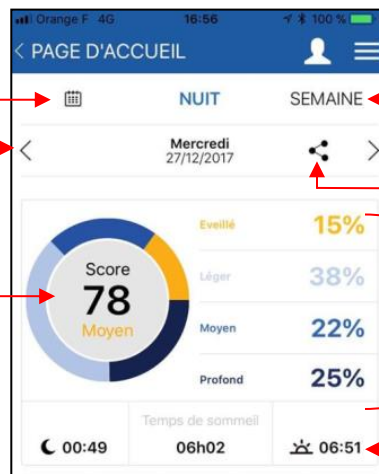 Orange F 4G 16:56 100 %
PAGE D'ACCUEIL
NUIT SEMAINE
Mercredi
27/12/2017
Eveillé 15%
Score
78
Moyen
Léger 38%
Moyen 22%
Profond 25%
Temps de sommeil
00:49 06h02 06:51